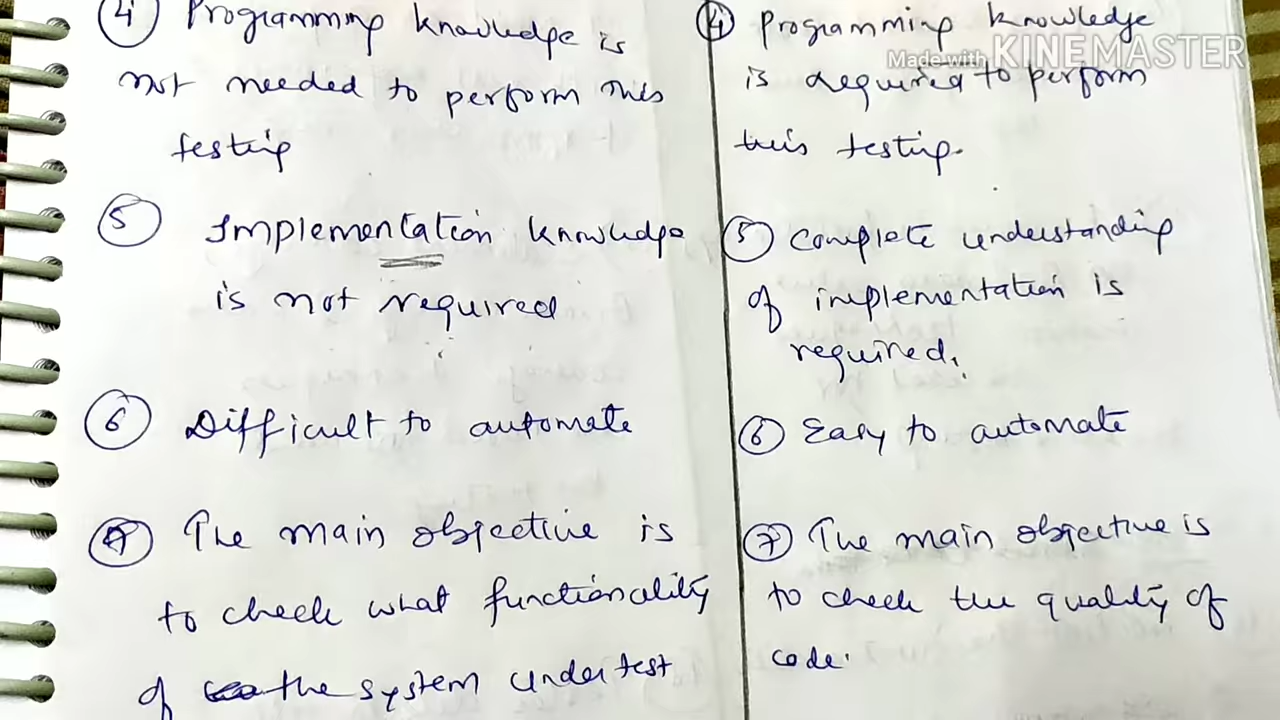 ④ Programming knowledge is
not needed to perform this
testing
⑤ Implementation knowledge
is not required
⑥ Difficult to automate
⑦ The main objective is
to check what functionality
of the system under test
④ Programming knowledge
is required to perform
this testing.
⑤ Complete understanding
of implementation is
required.
⑥ Easy to automate
⑦ The main objective is
to check the quality of
code.
Made with KINEMASTER